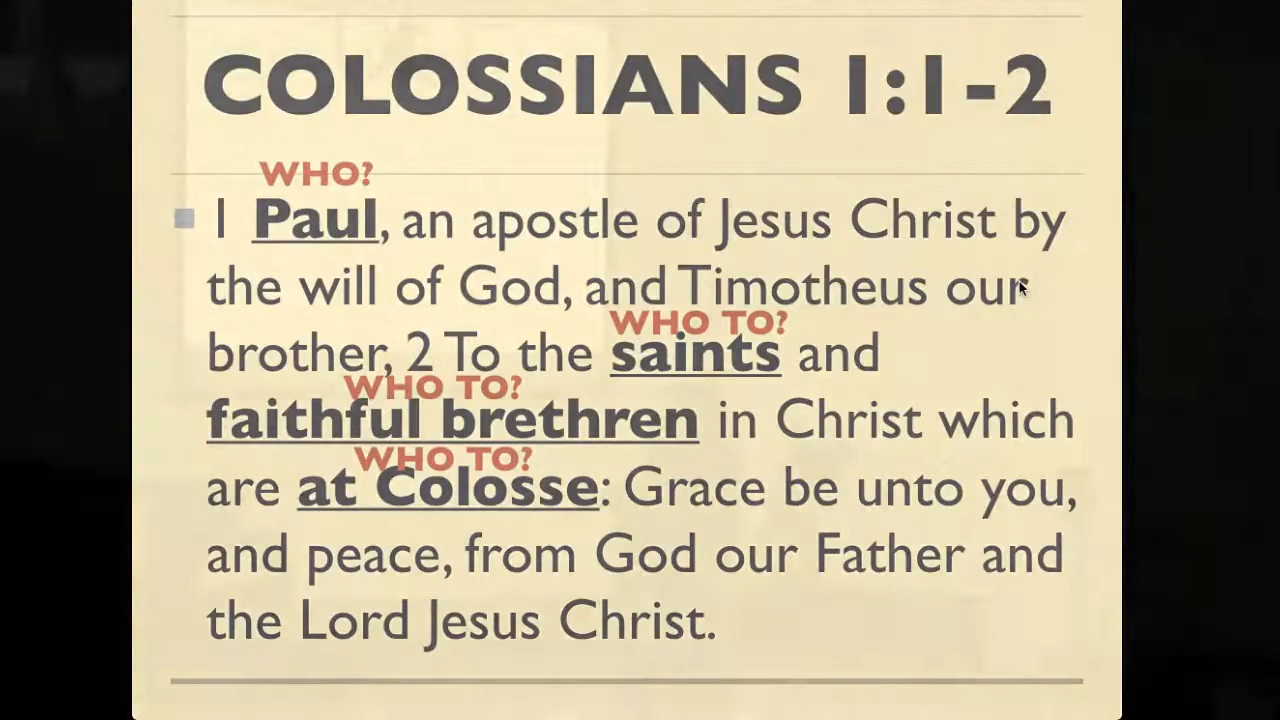 COLOSSIANS 1:1-2
WHO?
1 Paul, an apostle of Jesus Christ by
the will of God, and Timotheus our
WHO TO?
brother, 2 To the saints and
WHO TO?
faithful brethren in Christ which
WHO TO?
are at Colosse: Grace be unto you,
and peace, from God our Father and
the Lord Jesus Christ.